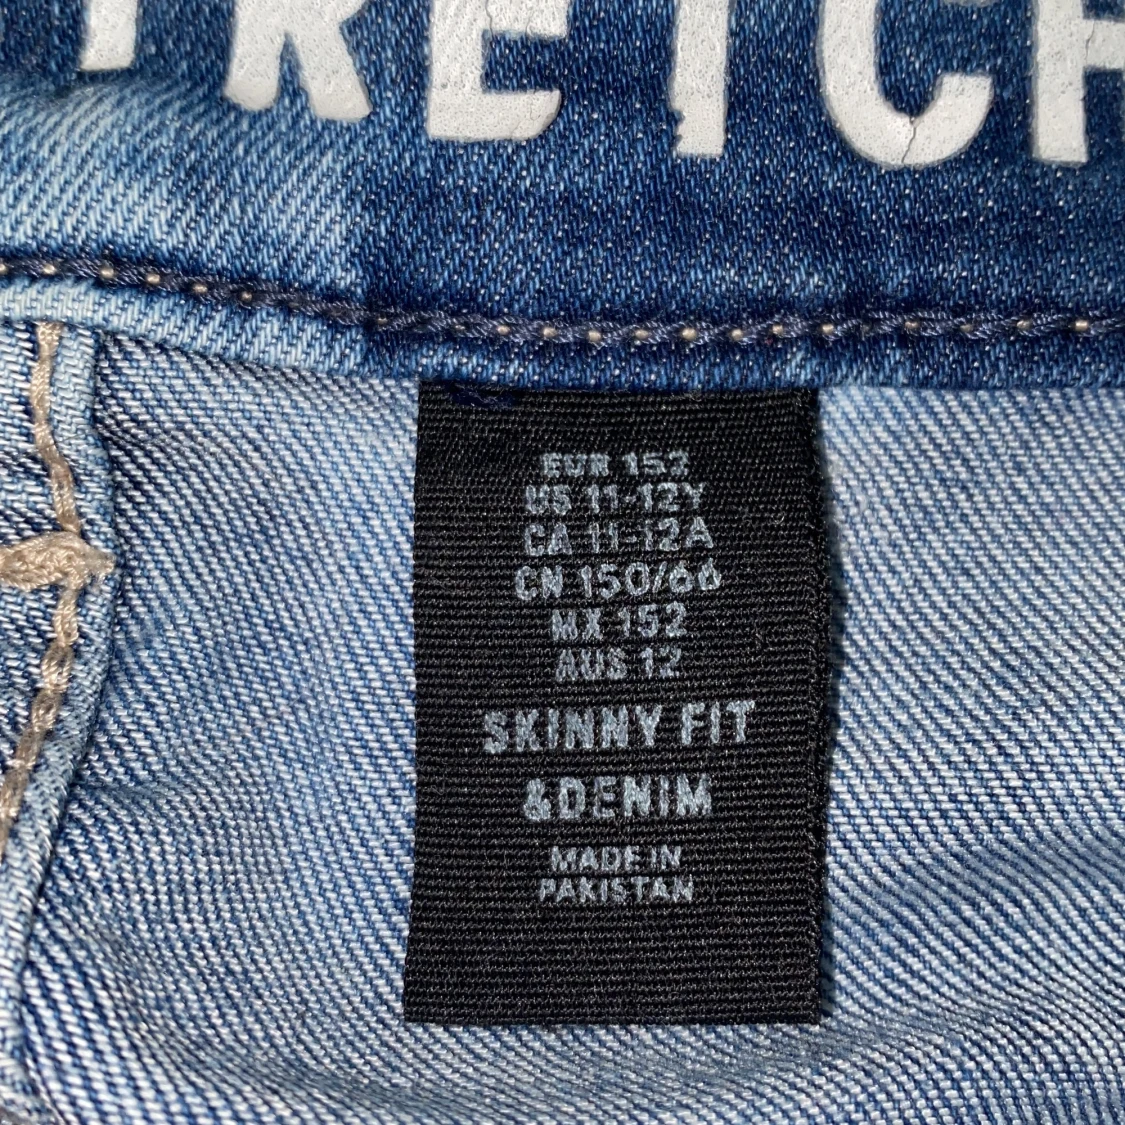 TRETCH
EUR 152
US 11-12Y
CA 11-12A
CN 150/66
MX 152
AUS 12
SKINNY FIT
&DENIM
MADE IN
PAKISTAN